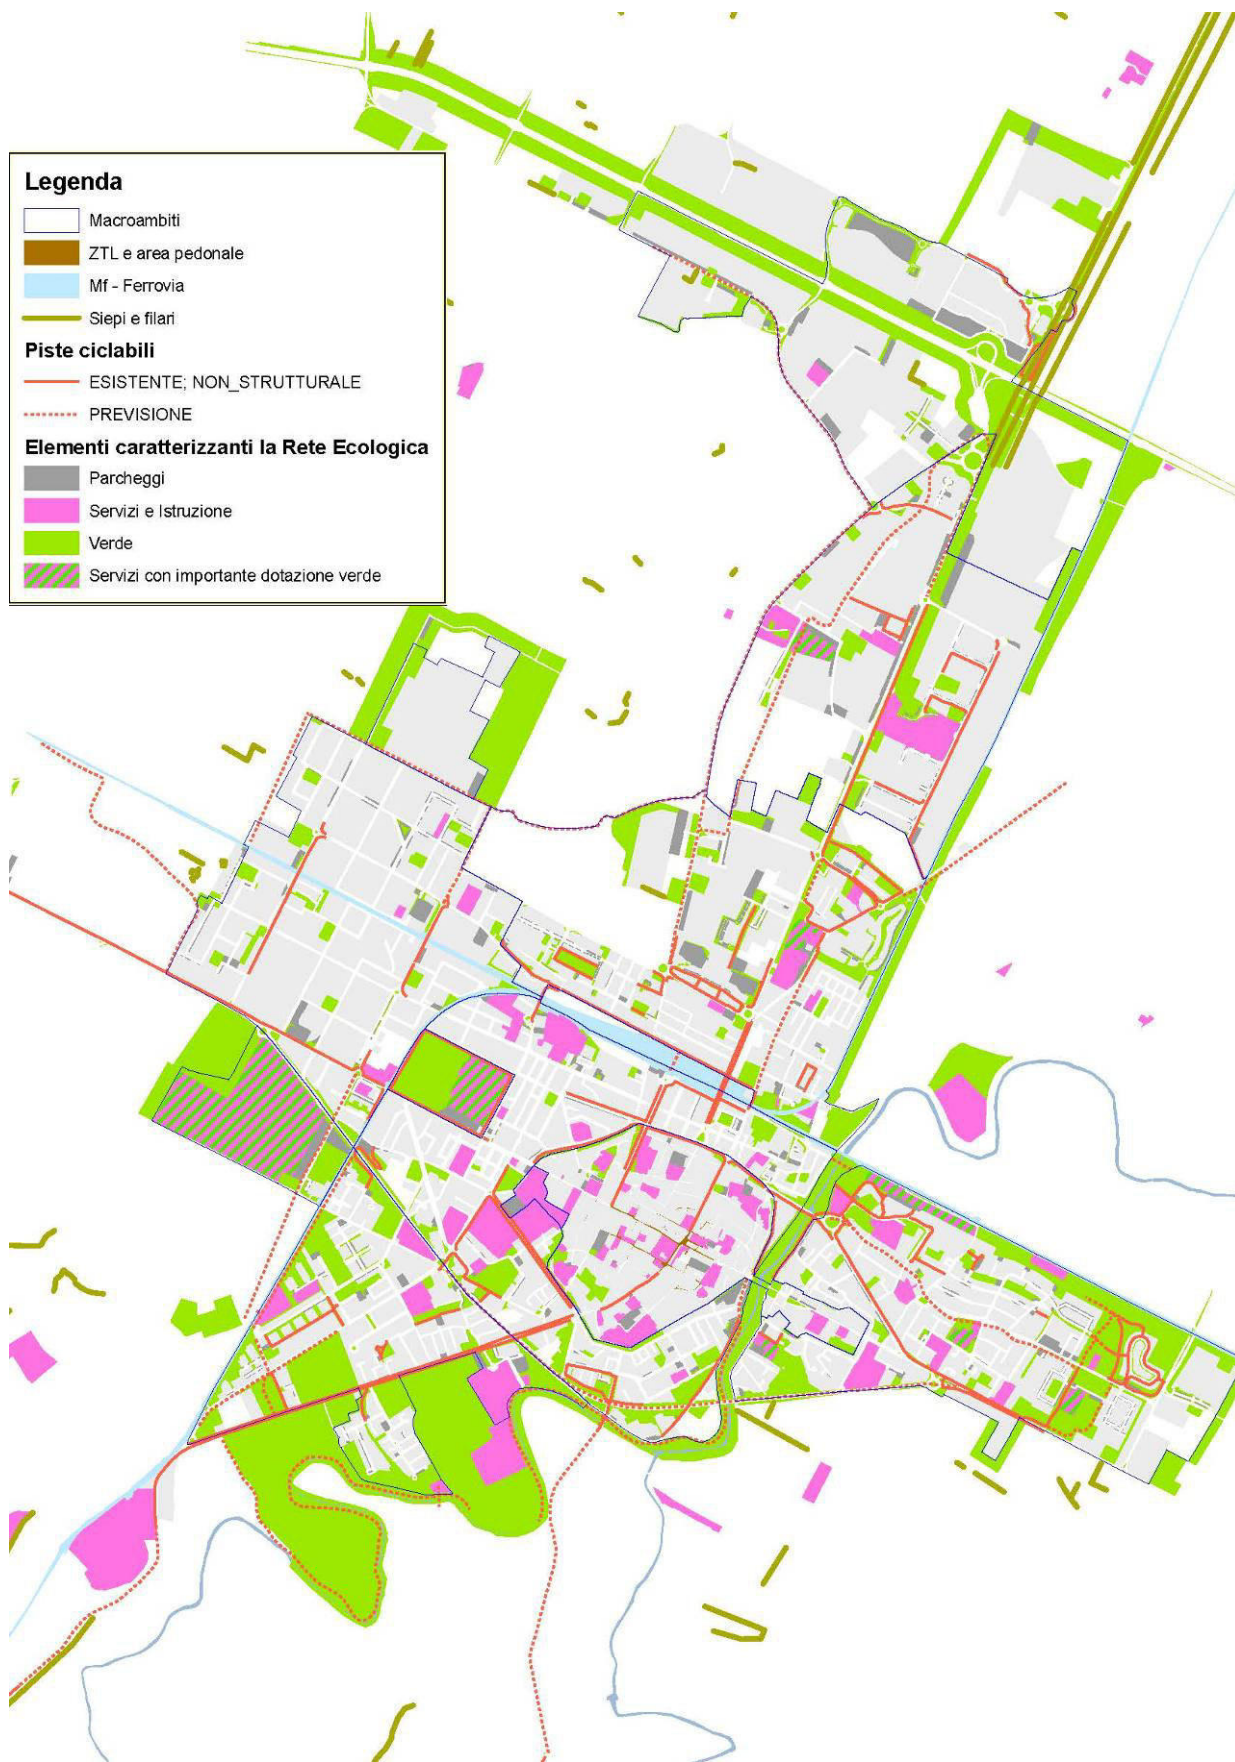 Legenda
Macroambiti
ZTL e area pedonale
Mf - Ferrovia
Siepi e filari
Piste ciclabili
ESISTENTE; NON_STRUTTURALE
PREVISIONE
Elementi caratterizzanti la Rete Ecologica
Parcheggi
Servizi e Istruzione
Verde
Servizi con importante dotazione verde